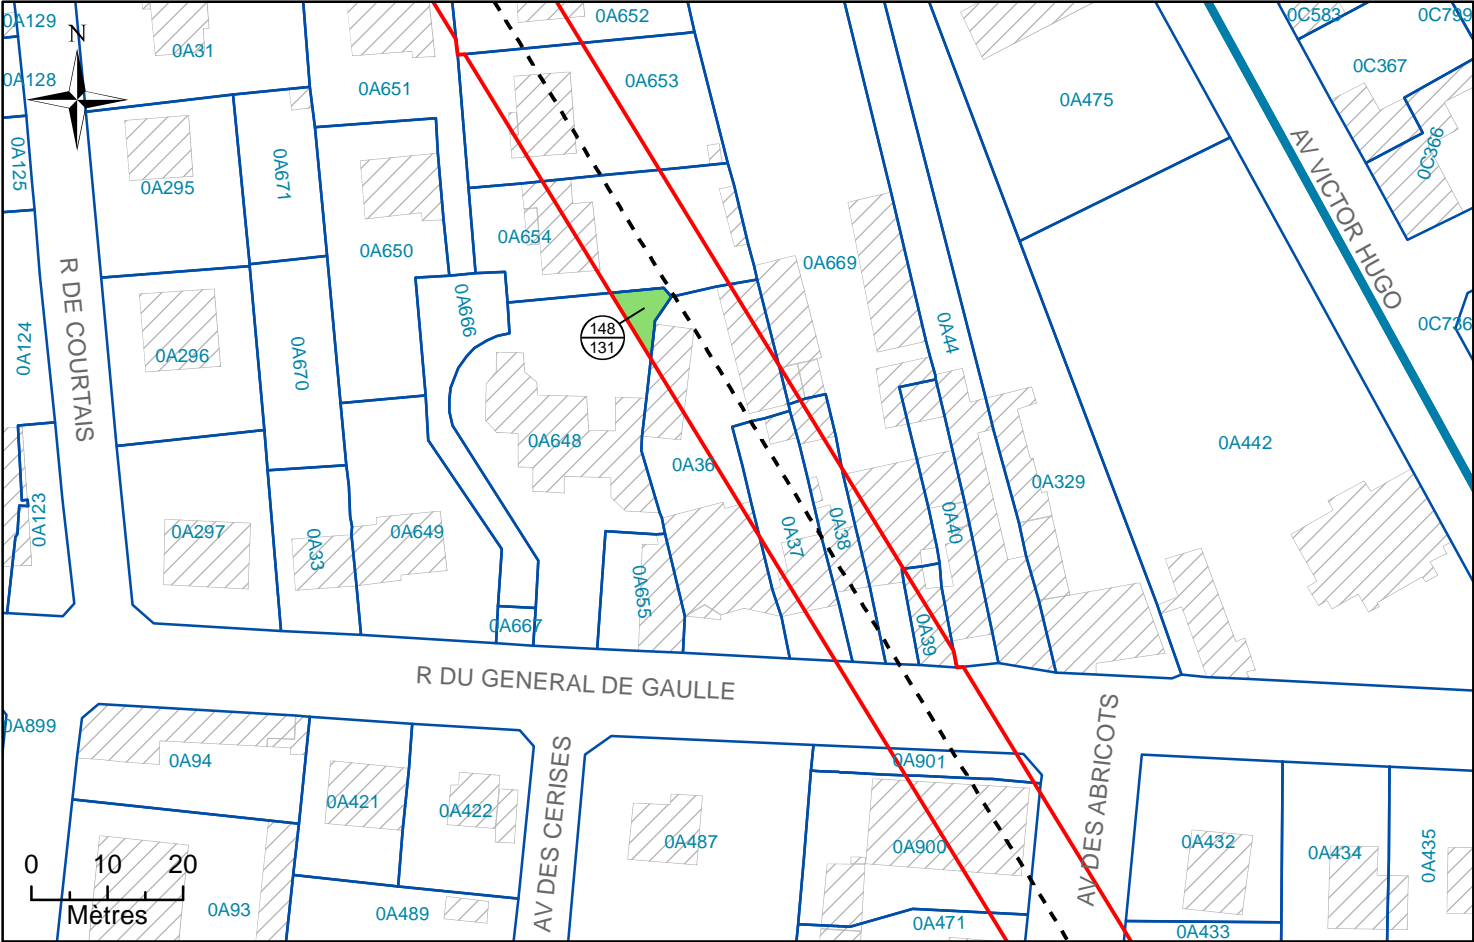 0A129
0A31
0A652
0C583
0C799
N
0A128
0A651
0A653
0A475
0C367
0A125
0A295
0A671
0C366
AV VICTOR HUGO
R DE COURTAIS
0A650
0A654
0A669
0A666
0A44
0C736
0A124
0A296
0A670
148
131
0A648
0A36
0A442
0A329
0A123
0A297
0A33
0A649
0A37
0A38
0A40
0A655
0A667
0A39
R DU GENERAL DE GAULLE
0A899
0A94
0A421
0A422
AV DES CERISES
0A487
0A901
0A900
AV DES ABRICOTS
0A432
0A434
0A435
0 10 20
Mètres
0A93
0A489
0A471
0A433